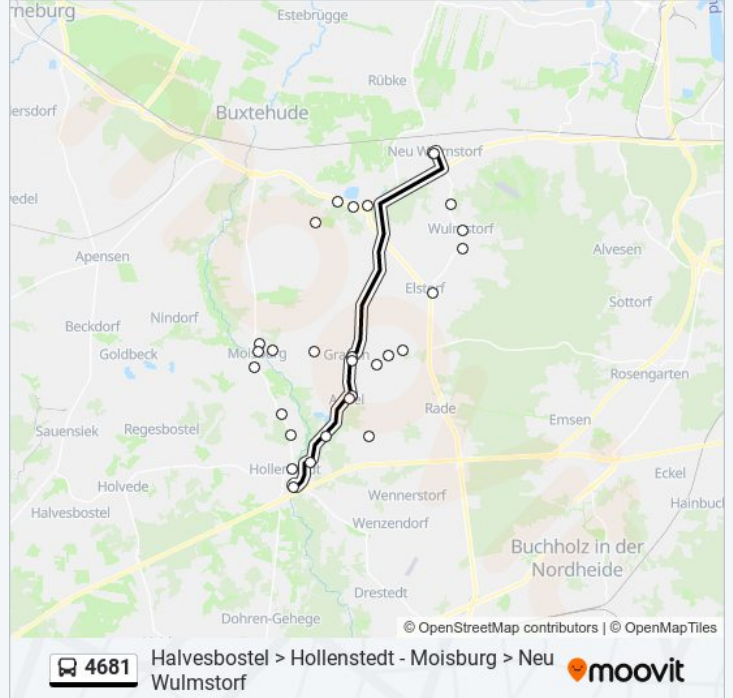 neburg
Estebrügge
Rübke
ersdorf
Buxtehude
Neu W mstorf
edel
Wulmstorf
Alvesen
Apensen
Elstorf
Sottorf
Nindorf
Beckdorf
Goldbeck
Moisburg
Rosengarten
Rade
Emsen
Sauensiek
Regesbostel
Hollenstedt
Eckel
Holvede
Wennerstorf
Hainbuc
Halvesbostel
Wenzendorf
Buchholz in der
Nordheide
Drestedt
Dohren-Gehege
© OpenStreetMap contributors | © OpenMapTiles
4681
Halvesbostel > Hollenstedt - Moisburg > Neu
Wulmstorf
moovit